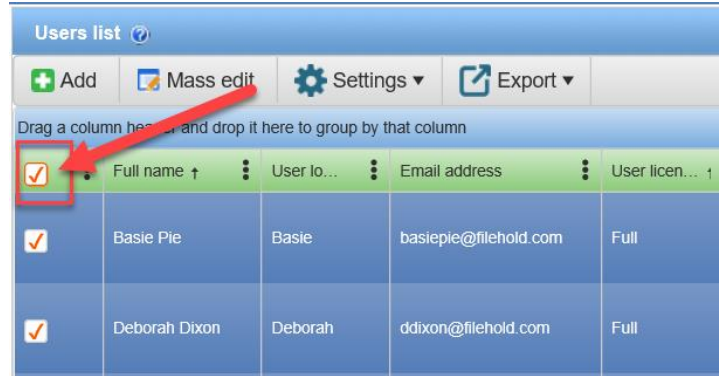 Users list
Add Mass edit Settings Export
Drag a column header and drop it here to group by that column
Full name ↑ User lo... Email address User licen... ↑
Basie Pie Basie basiepie@filehold.com Full
Deborah Dixon Deborah ddixon@filehold.com Full